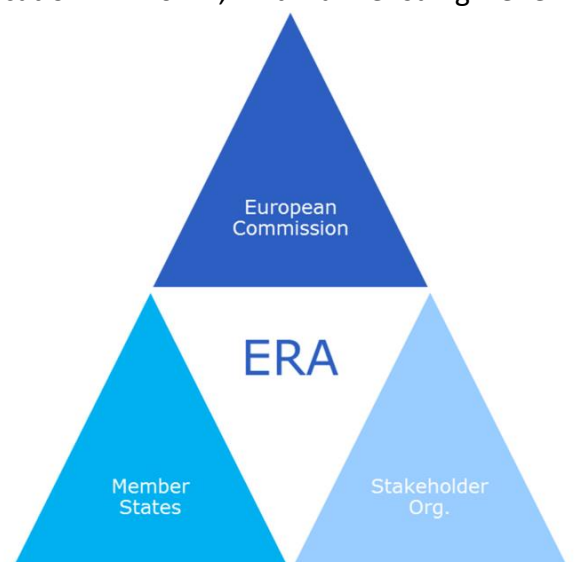 European
Commission
ERA
Member
States
Stakeholder
Org.